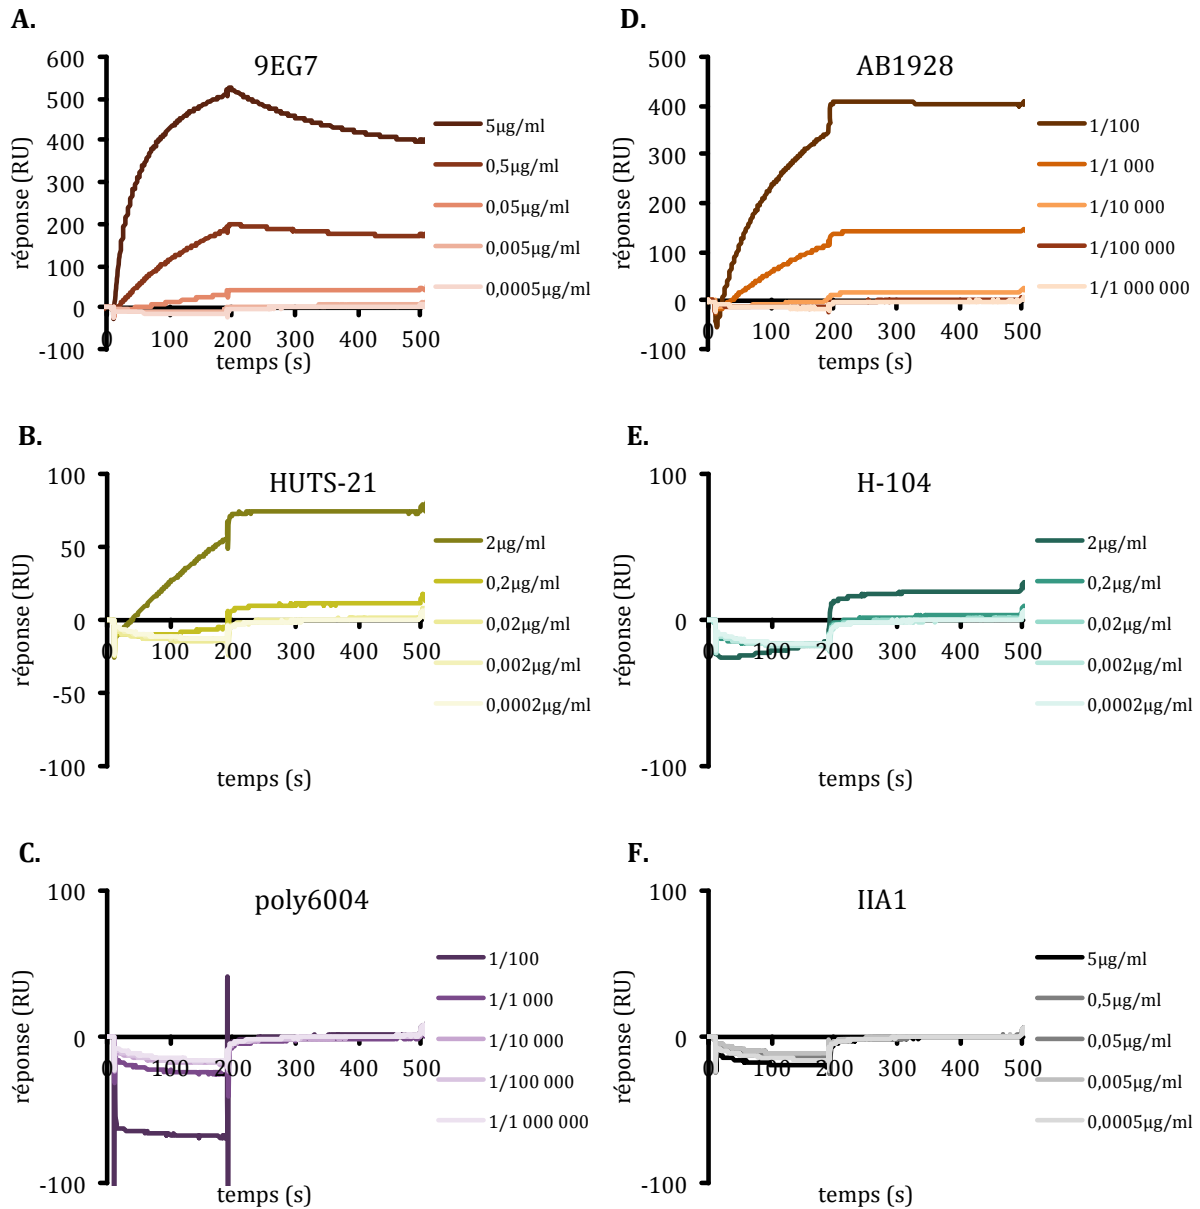 A.
9EG7
600
500
400
300
200
100
0
-100
réponse (RU)
0 100 200 300 400 500
temps (s)
5µg/ml
0,5µg/ml
0,05µg/ml
0,005µg/ml
0,0005µg/ml
D.
AB1928
500
400
300
200
100
0
-100
réponse (RU)
0 100 200 300 400 500
temps (s)
1/100
1/1 000
1/10 000
1/100 000
1/1 000 000
B.
HUTS-21
100
50
0
-50
-100
réponse (RU)
0 100 200 300 400 500
temps (s)
2µg/ml
0,2µg/ml
0,02µg/ml
0,002µg/ml
0,0002µg/ml
E.
H-104
100
50
0
-50
-100
réponse (RU)
0 100 200 300 400 500
temps (s)
2µg/ml
0,2µg/ml
0,02µg/ml
0,002µg/ml
0,0002µg/ml
C.
poly6004
100
0
-100
réponse (RU)
0 100 200 300 400 500
temps (s)
1/100
1/1 000
1/10 000
1/100 000
1/1 000 000
F.
IIA1
100
0
-100
réponse (RU)
0 100 200 300 400 500
temps (s)
5µg/ml
0,5µg/ml
0,05µg/ml
0,005µg/ml
0,0005µg/ml